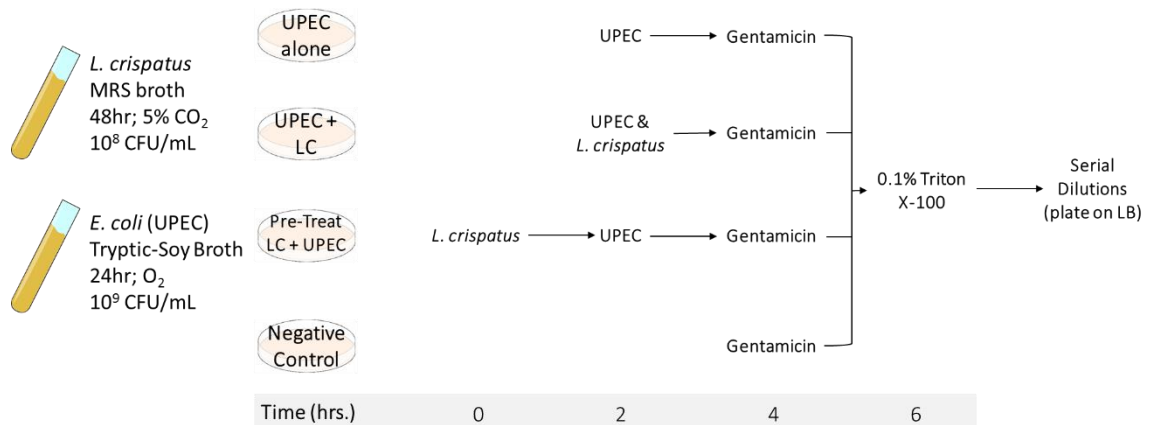 L. crispatus
MRS broth
48hr; 5% CO₂
10⁸ CFU/mL
E. coli (UPEC)
Tryptic-Soy Broth
24hr; O₂
10⁹ CFU/mL
UPEC
alone
UPEC +
LC
Pre-Treat
LC + UPEC
Negative
Control
UPEC
Gentamicin
UPEC &
L. crispatus
Gentamicin
L. crispatus
UPEC
Gentamicin
Gentamicin
0.1% Triton
X-100
Serial
Dilutions
(plate on LB)
Time (hrs.) 0 2 4 6